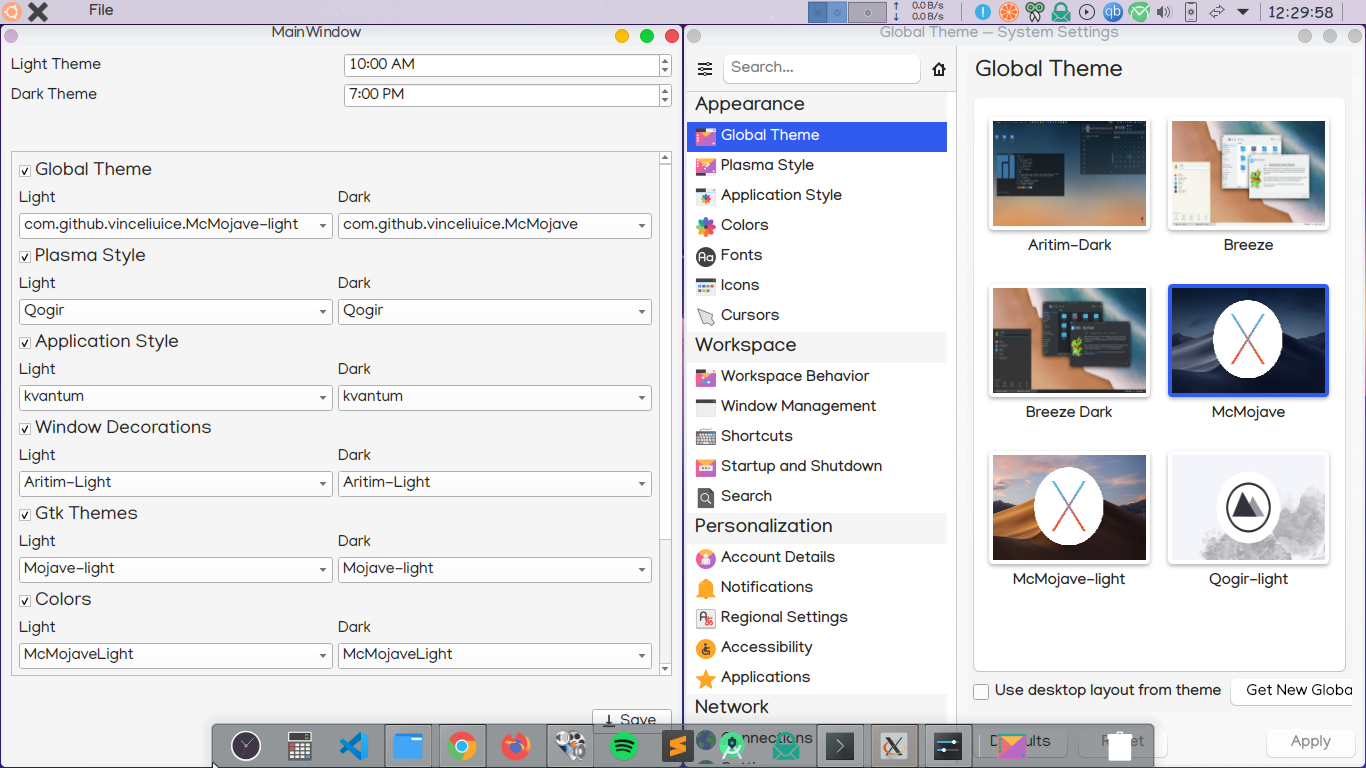 File
0.0 B/s
0.0 B/s
qb
12:29:58
MainWindow
Light Theme
10:00 AM
Dark Theme
7:00 PM
Global Theme
Light Dark
com.github.vinceliuice.McMojave-light com.github.vinceliuice.McMojave
Plasma Style
Light Dark
Qogir Qogir
Application Style
Light Dark
kvantum kvantum
Window Decorations
Light Dark
Aritim-Light Aritim-Light
Gtk Themes
Light Dark
Mojave-light Mojave-light
Colors
Light Dark
McMojaveLight McMojaveLight
Save
Global Theme — System Settings
Search...
Appearance
Global Theme
Plasma Style
Application Style
Colors
Fonts
Icons
Cursors
Workspace
Workspace Behavior
Window Management
Shortcuts
Startup and Shutdown
Search
Personalization
Account Details
Notifications
Regional Settings
Accessibility
Applications
Network
Connections
Global Theme
Aritim-Dark Breeze
Breeze Dark McMojave
McMojave-light Qogir-light
Use desktop layout from theme
Get New Globa
Apply